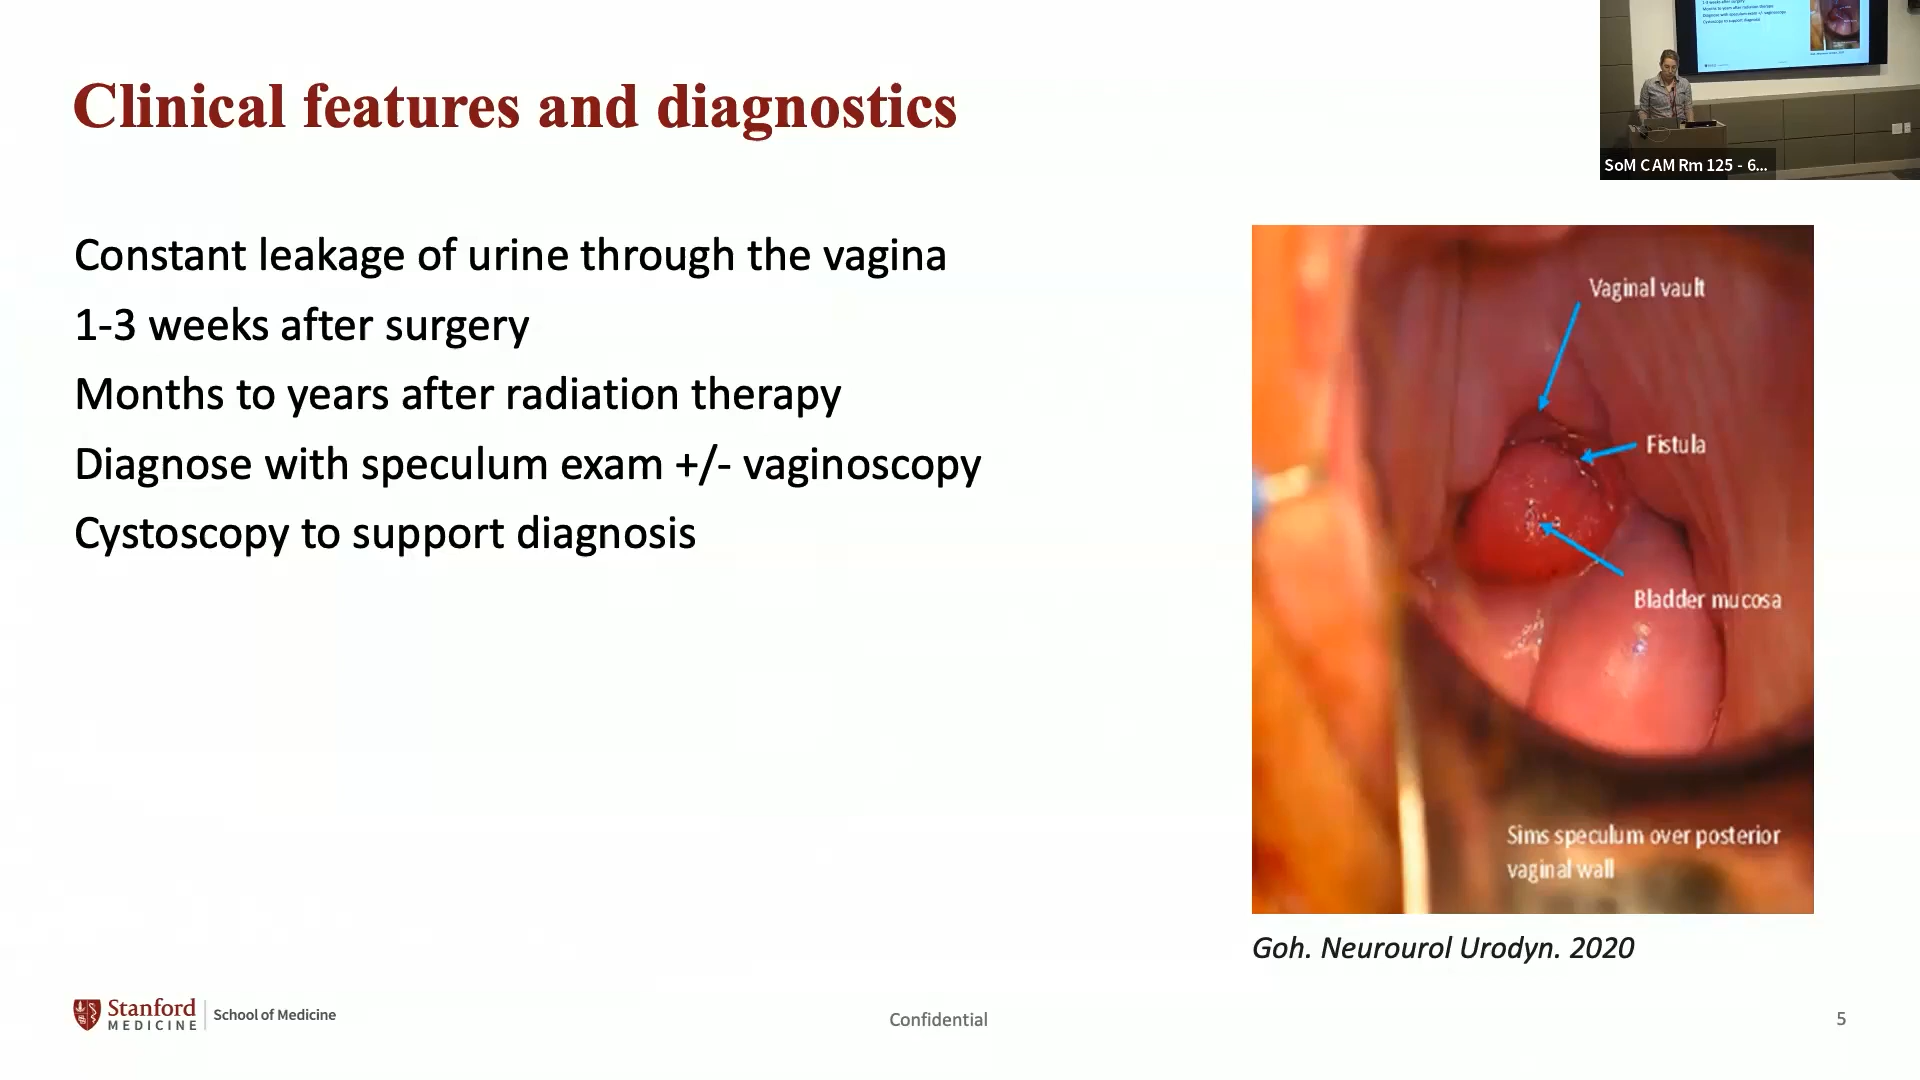 Clinical features and diagnostics
Constant leakage of urine through the vagina
1-3 weeks after surgery
Months to years after radiation therapy
Diagnose with speculum exam +/- vaginoscopy
Cystoscopy to support diagnosis
SoM CAM Rm 125 - 6...
Vaginal vault
Fistula
Bladder mucosa
Sims speculum over posterior
vaginal wall
Goh. Neurourol Urodyn. 2020
Stanford
MEDICINE
School of Medicine
Confidential
5